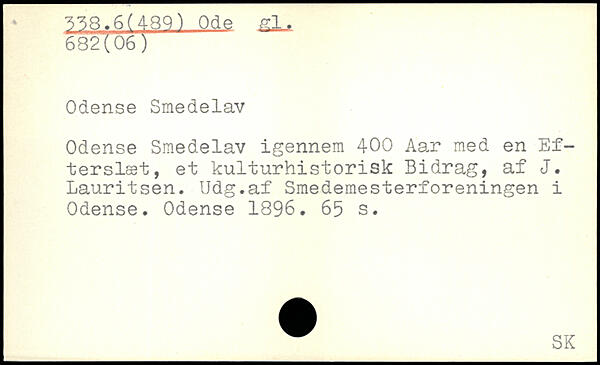 338.6(489) Ode gl.
682(06)
Odense Smedelav
Odense Smedelav igennem 400 Aar med en Ef-
terslæt, et kulturhistorisk Bidrag, af J.
Lauritsen. Udg.af Smedemesterforeningen i
Odense. Odense 1896. 65 s.
SK